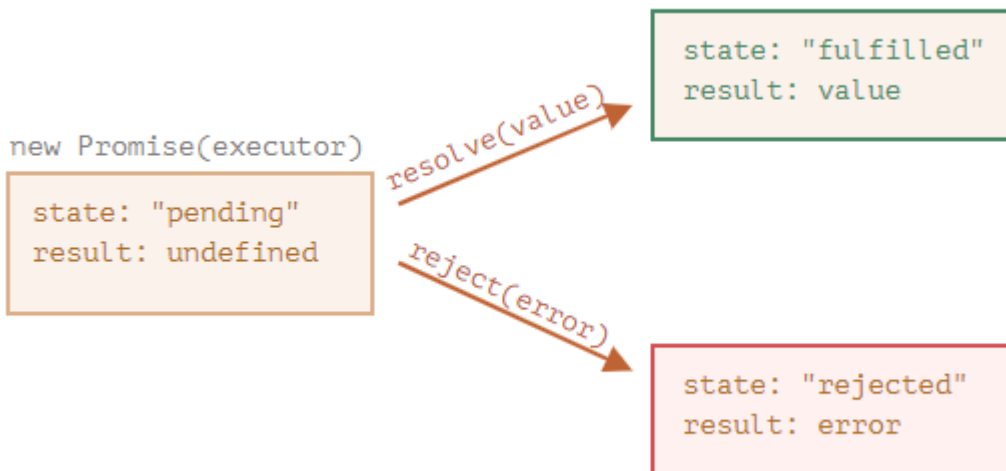 new Promise(executor)
state: "pending"
result: undefined
resolve(value)
reject(error)
state: "fulfilled"
result: value
state: "rejected"
result: error